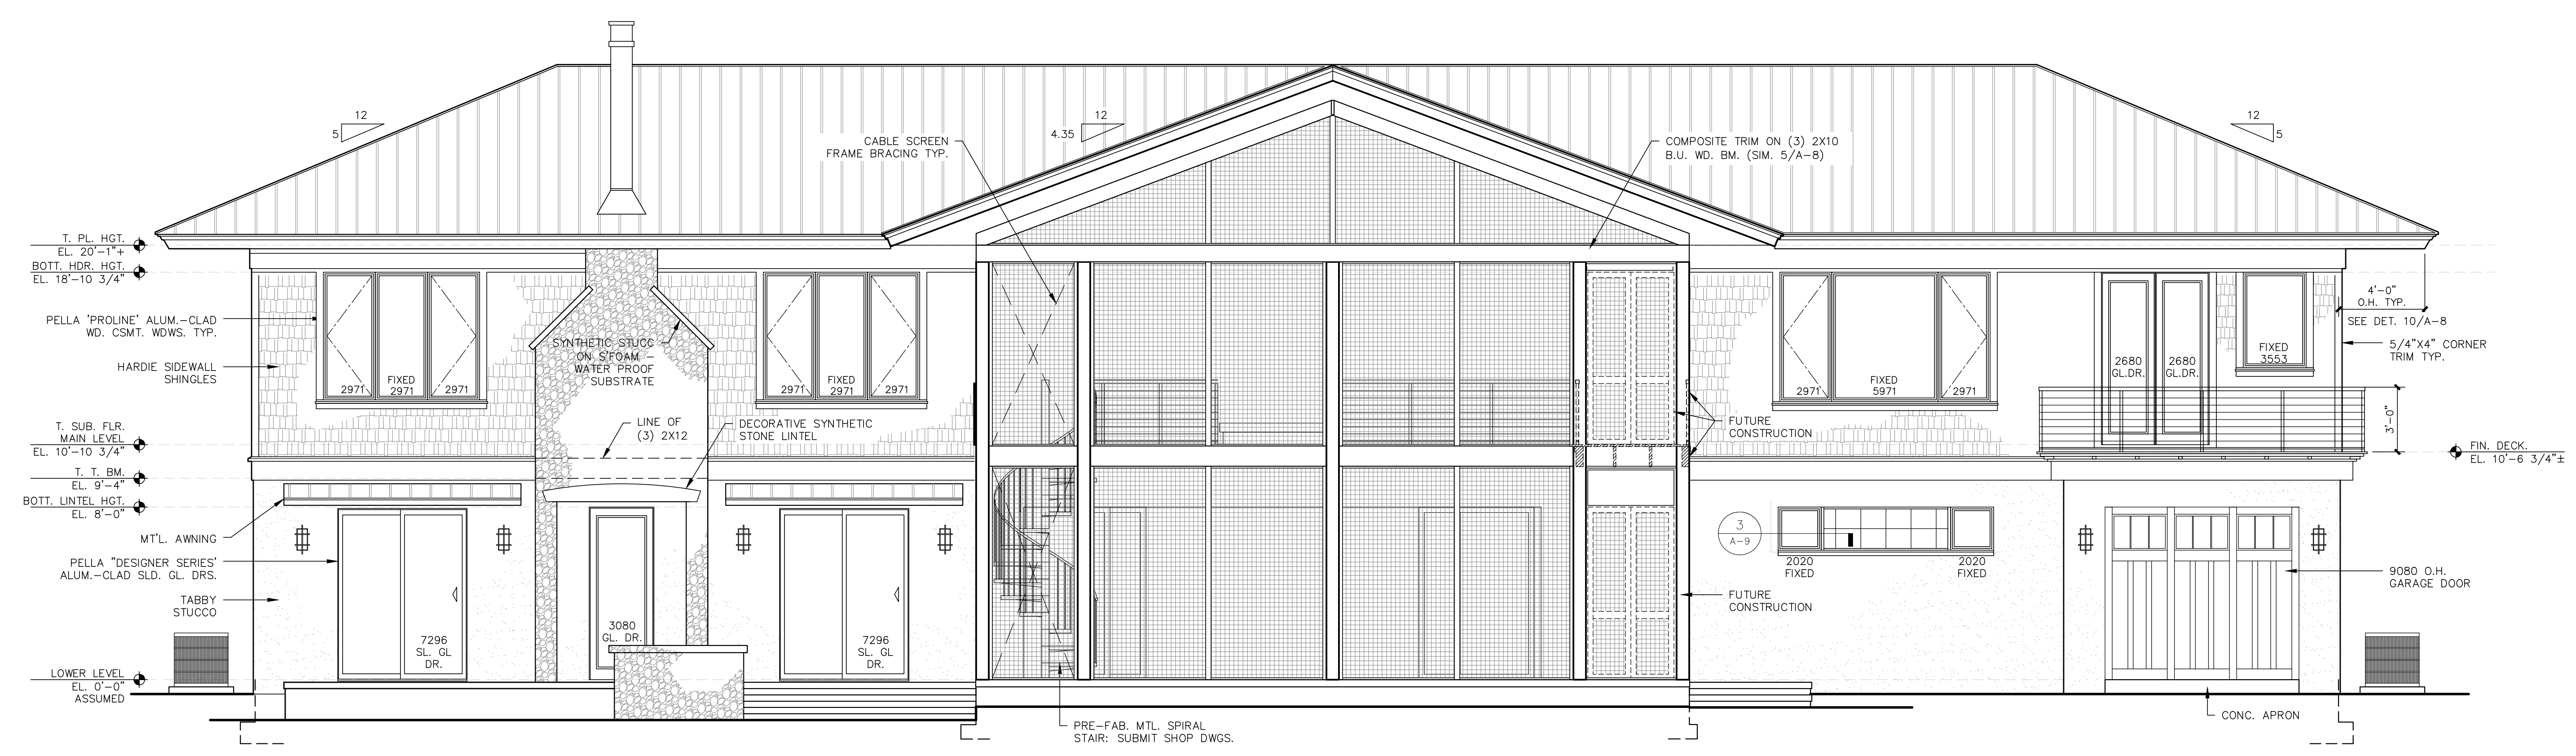 12
5
12
4.35
12
5
CABLE SCREEN
FRAME BRACING TYP.
COMPOSITE TRIM ON (3) 2X10
B.U. WD. BM. (SIM. 5/A-8)
T. PL. HGT.
EL. 20'-1"+
BOTT. HDR. HGT.
EL. 18'-10 3/4"
PELLA 'PROLINE' ALUM.-CLAD
WD. CSMT. WDWS. TYP.
HARDIE SIDEWALL
SHINGLES
T. SUB. FLR.
MAIN LEVEL
EL. 10'-10 3/4"
T. T. BM.
EL. 9'-4"
BOTT. LINTEL HGT.
EL. 8'-0"
MT'L. AWNING
PELLA "DESIGNER SERIES'
ALUM.-CLAD SLD. GL. DRS.
TABBY
STUCCO
LOWER LEVEL
EL. 0'-0"
ASSUMED
2971
FIXED
2971
2971
SYNTHETIC STUCC
ON S'FOAM –
WATER PROOF
SUBSTRATE
LINE OF
(3) 2X12
DECORATIVE SYNTHETIC
STONE LINTEL
2971
FIXED
2971
2971
7296
SL. GL
DR.
3080
GL. DR.
7296
SL. GL
DR.
PRE-FAB. MTL. SPIRAL
STAIR: SUBMIT SHOP DWGS.
FUTURE
CONSTRUCTION
FUTURE
CONSTRUCTION
2971
FIXED
5971
2971
3
A-9
2020
FIXED
2020
FIXED
2680
GL.DR.
2680
GL.DR.
FIXED
3553
4'-0"
O.H. TYP.
SEE DET. 10/A-8
5/4"X4" CORNER
TRIM TYP.
3'-0"
FIN. DECK.
EL. 10'-6 3/4"±
9080 O.H.
GARAGE DOOR
CONC. APRON